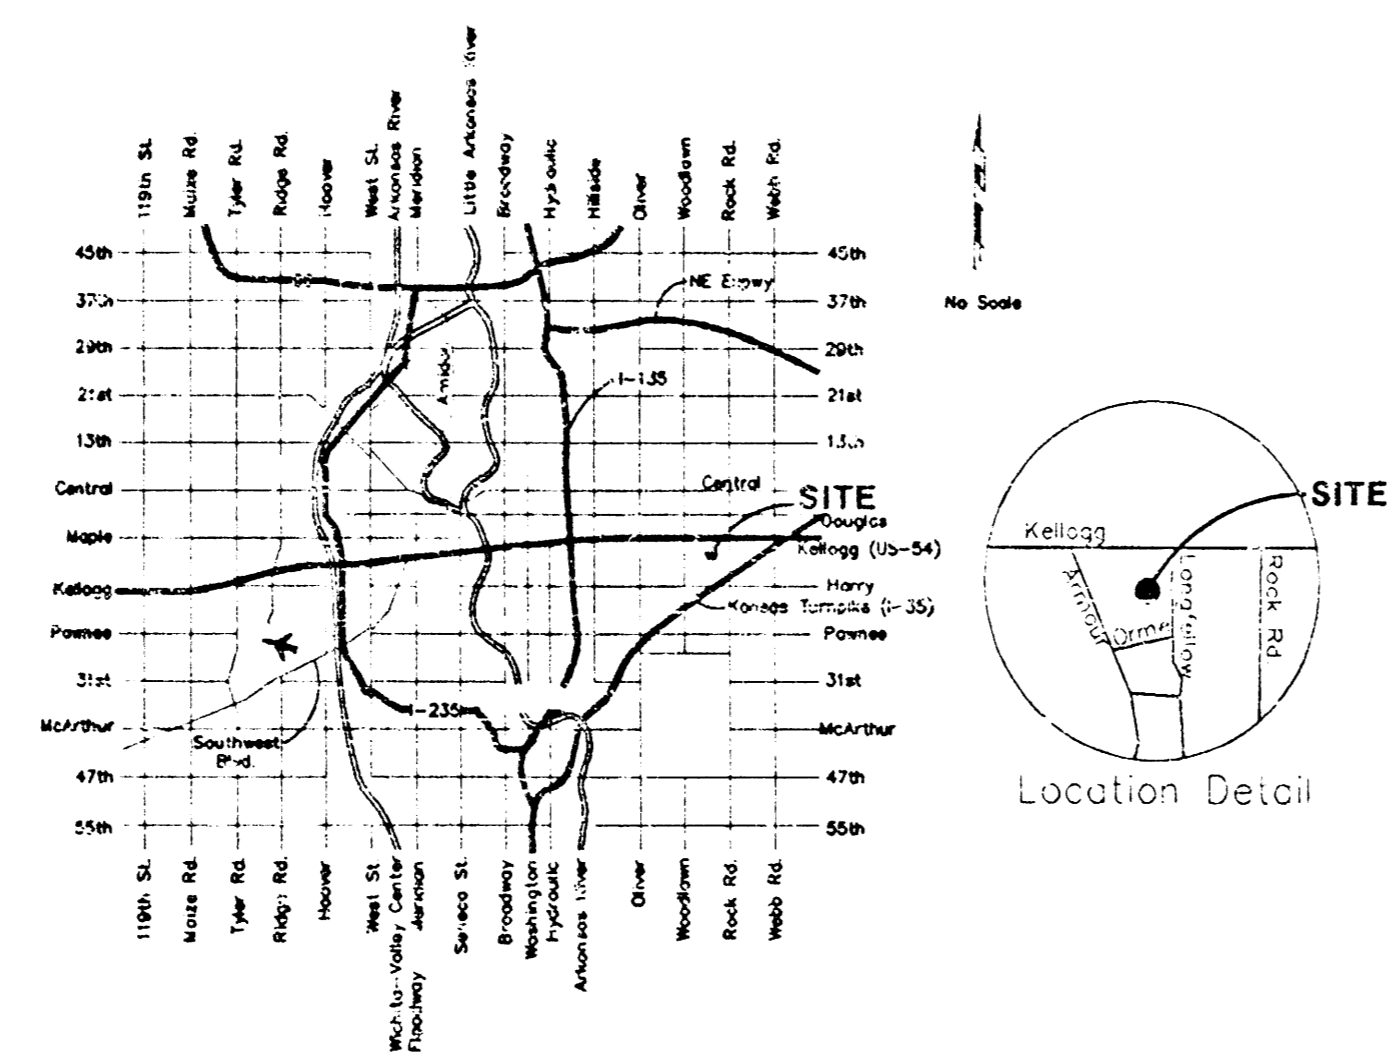 119th St.
Maize Rd.
Tyler Rd.
Ridge Rd.
Hoover
West St.
Arkansas River
Meridian
Little Arkansas River
Broadway
Hydraulic
Hillside
Oliver
Woodlawn
Rock Rd.
Webb Rd.
45th
45th
37th
NE Expwy
37th
No Scale
29th
29th
Amidon
I-135
21st
21st
13th
13th
Central
Central
SITE
SITE
Douglas
Maple
Kellogg (US-54)
Kellogg
Kellogg
Harry
Kansas Turnpike (I-35)
Armour
Longfellow
Rock Rd
Orme
Pawnee
Pawnee
31st
31st
I-235
McArthur
McArthur
Southwest
Blvd.
47th
47th
Location Detail
55th
55th
119th St.
Maize Rd.
Tyler Rd.
Ridge Rd.
Hoover
West St.
Wichita-Valley Center
Floodway
Meridian
Seneca St.
Broadway
Washington
Hydraulic
Arkansas River
Oliver
Woodlawn
Rock Rd.
Webb Rd.